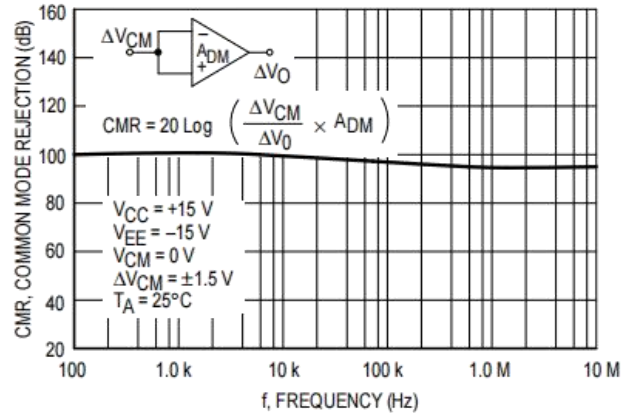 CMR, COMMON MODE REJECTION (dB)
160
140
120
100
80
60
40
20
ΔVCM
−
ADM
+
ΔVO
CMR = 20 Log ( ΔVCM / ΔV0 × ADM )
VCC = +15 V
VEE = −15 V
VCM = 0 V
ΔVCM = ±1.5 V
TA = 25°C
100 1.0 k 10 k 100 k 1.0 M 10 M
f, FREQUENCY (Hz)